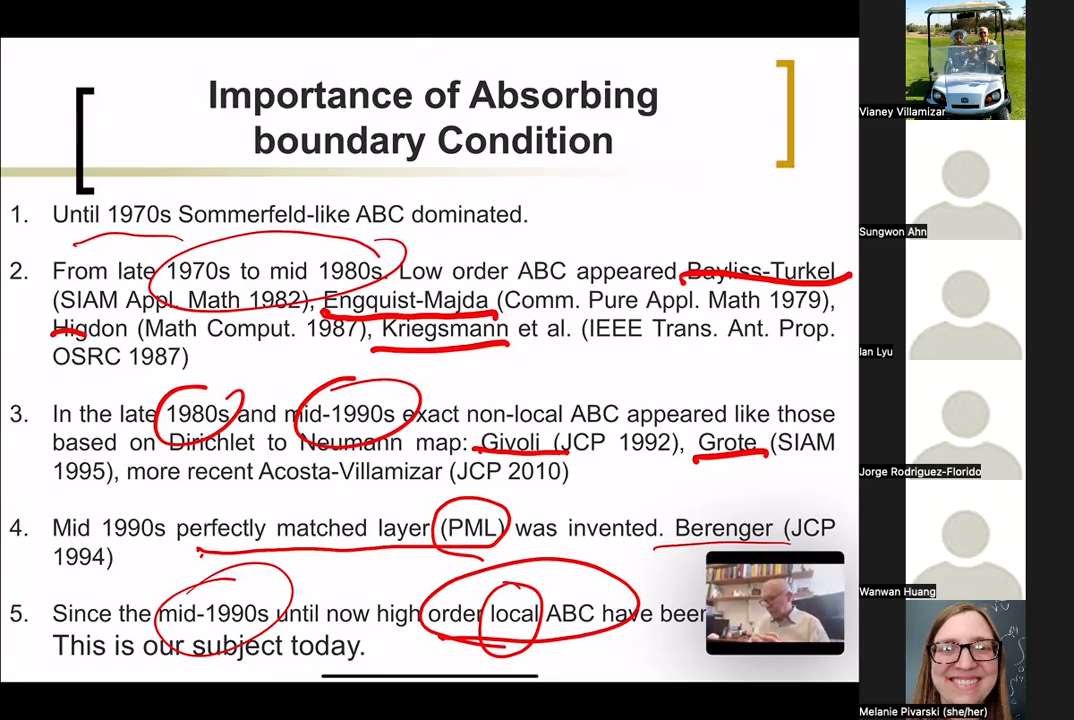 Importance of Absorbing
boundary Condition
1. Until 1970s Sommerfeld-like ABC dominated.
2. From late 1970s to mid 1980s. Low order ABC appeared Bayliss-Turkel
(SIAM Appl. Math 1982), Engquist-Majda (Comm. Pure Appl. Math 1979),
Higdon (Math Comput. 1987), Kriegsmann et al. (IEEE Trans. Ant. Prop.
OSRC 1987)
3. In the late 1980s and mid-1990s exact non-local ABC appeared like those
based on Dirichlet to Neumann map: Givoli (JCP 1992), Grote (SIAM
1995), more recent Acosta-Villamizar (JCP 2010)
4. Mid 1990s perfectly matched layer (PML) was invented. Berenger (JCP
1994)
5. Since the mid-1990s until now high order local ABC have been
This is our subject today.
Vianey Villamizar
Sungwon Ahn
Ian Lyu
Jorge Rodriguez-Florido
Wanwan Huang
Melanie Pivarski (she/her)